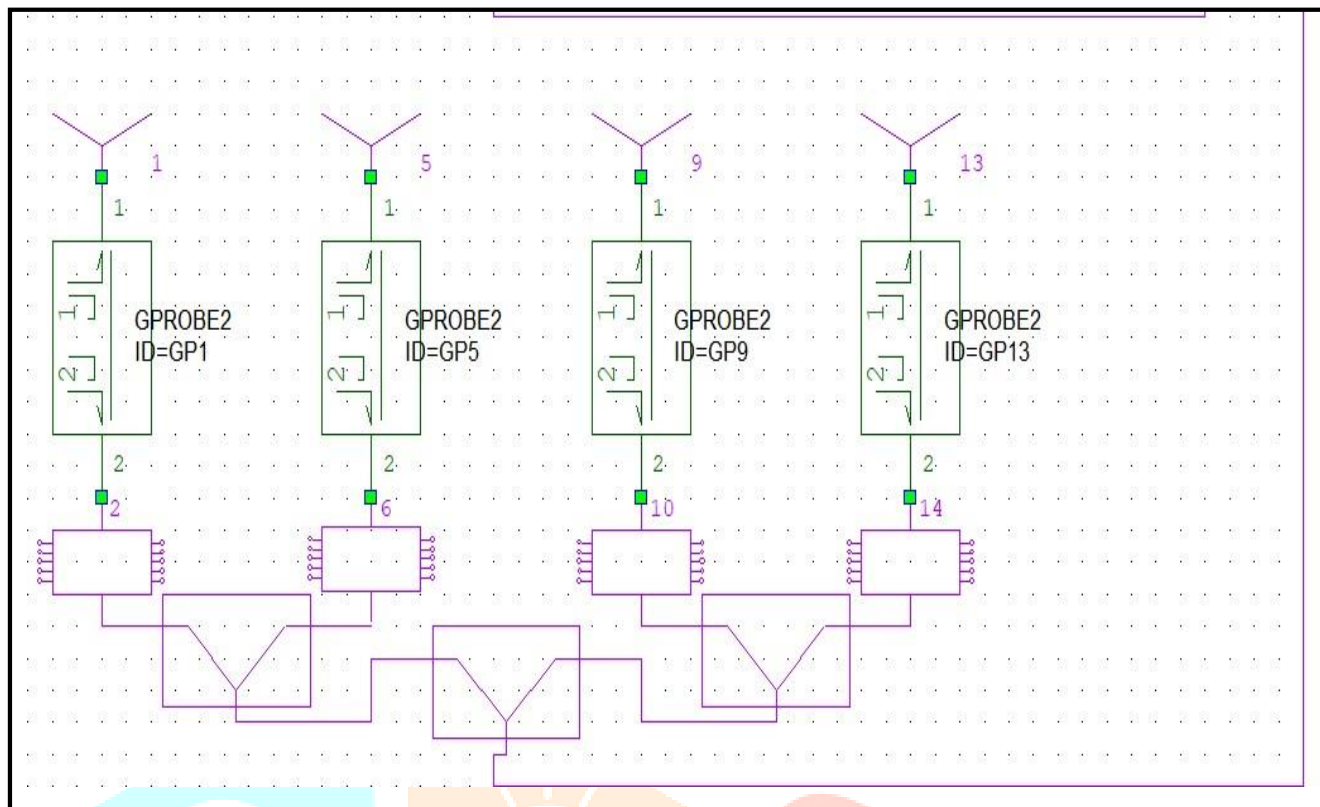 1 5 9 13
1 1 1 1
1 1 1 1
GPROBE2 GPROBE2 GPROBE2 GPROBE2
ID=GP1 ID=GP5 ID=GP9 ID=GP13
2 2 2 2
2 2 2 2
2 6 10 14